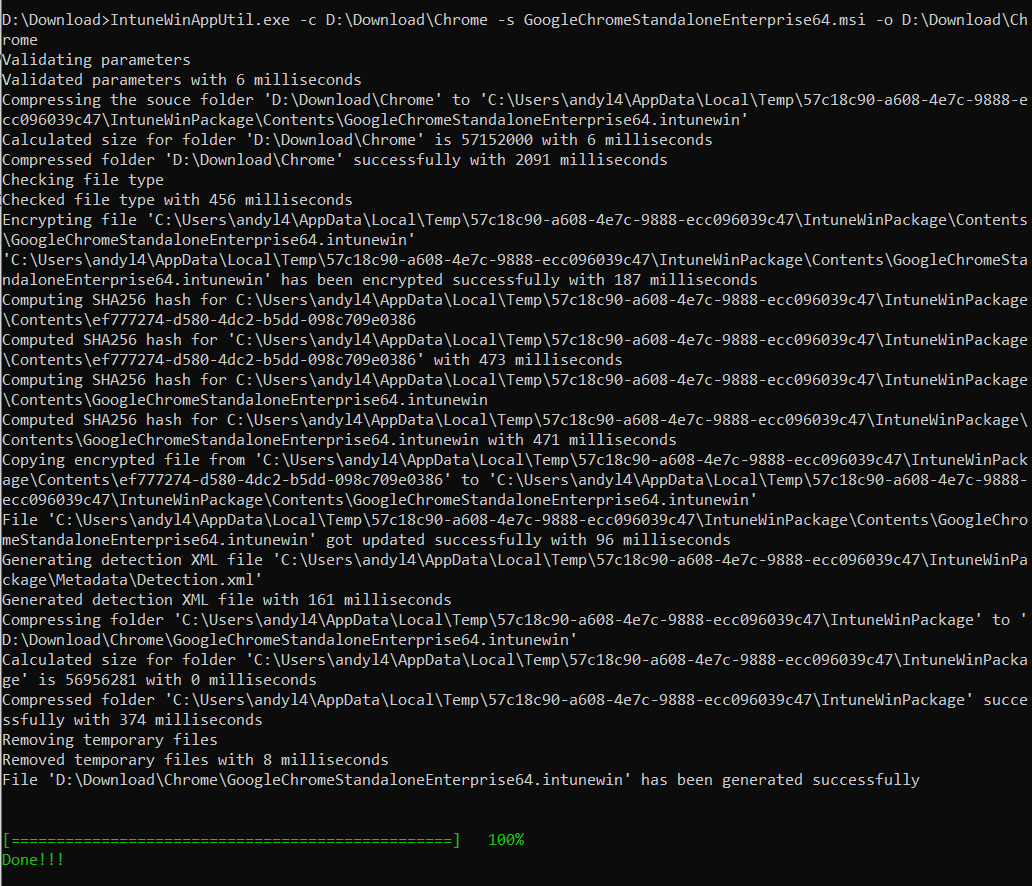 D:\Download>IntuneWinAppUtil.exe -c D:\Download\Chrome -s GoogleChromeStandaloneEnterprise64.msi -o D:\Download\Ch
rome
Validating parameters
Validated parameters with 6 milliseconds
Compressing the souce folder 'D:\Download\Chrome' to 'C:\Users\andyl4\AppData\Local\Temp\57c18c90-a608-4e7c-9888-e
cc096039c47\IntuneWinPackage\Contents\GoogleChromeStandaloneEnterprise64.intunewin'
Calculated size for folder 'D:\Download\Chrome' is 57152000 with 6 milliseconds
Compressed folder 'D:\Download\Chrome' successfully with 2091 milliseconds
Checking file type
Checked file type with 456 milliseconds
Encrypting file 'C:\Users\andyl4\AppData\Local\Temp\57c18c90-a608-4e7c-9888-ecc096039c47\IntuneWinPackage\Contents
\GoogleChromeStandaloneEnterprise64.intunewin'
'C:\Users\andyl4\AppData\Local\Temp\57c18c90-a608-4e7c-9888-ecc096039c47\IntuneWinPackage\Contents\GoogleChromeSta
ndaloneEnterprise64.intunewin' has been encrypted successfully with 187 milliseconds
Computing SHA256 hash for C:\Users\andyl4\AppData\Local\Temp\57c18c90-a608-4e7c-9888-ecc096039c47\IntuneWinPackage
\Contents\ef777274-d580-4dc2-b5dd-098c709e0386
Computed SHA256 hash for 'C:\Users\andyl4\AppData\Local\Temp\57c18c90-a608-4e7c-9888-ecc096039c47\IntuneWinPackage
\Contents\ef777274-d580-4dc2-b5dd-098c709e0386' with 473 milliseconds
Computing SHA256 hash for C:\Users\andyl4\AppData\Local\Temp\57c18c90-a608-4e7c-9888-ecc096039c47\IntuneWinPackage
\Contents\GoogleChromeStandaloneEnterprise64.intunewin
Computed SHA256 hash for C:\Users\andyl4\AppData\Local\Temp\57c18c90-a608-4e7c-9888-ecc096039c47\IntuneWinPackage\
Contents\GoogleChromeStandaloneEnterprise64.intunewin with 471 milliseconds
Copying encrypted file from 'C:\Users\andyl4\AppData\Local\Temp\57c18c90-a608-4e7c-9888-ecc096039c47\IntuneWinPack
age\Contents\ef777274-d580-4dc2-b5dd-098c709e0386' to 'C:\Users\andyl4\AppData\Local\Temp\57c18c90-a608-4e7c-9888-
ecc096039c47\IntuneWinPackage\Contents\GoogleChromeStandaloneEnterprise64.intunewin'
File 'C:\Users\andyl4\AppData\Local\Temp\57c18c90-a608-4e7c-9888-ecc096039c47\IntuneWinPackage\Contents\GoogleChro
meStandaloneEnterprise64.intunewin' got updated successfully with 96 milliseconds
Generating detection XML file 'C:\Users\andyl4\AppData\Local\Temp\57c18c90-a608-4e7c-9888-ecc096039c47\IntuneWinPa
ckage\Metadata\Detection.xml'
Generated detection XML file with 161 milliseconds
Compressing folder 'C:\Users\andyl4\AppData\Local\Temp\57c18c90-a608-4e7c-9888-ecc096039c47\IntuneWinPackage' to '
D:\Download\Chrome\GoogleChromeStandaloneEnterprise64.intunewin'
Calculated size for folder 'C:\Users\andyl4\AppData\Local\Temp\57c18c90-a608-4e7c-9888-ecc096039c47\IntuneWinPacka
ge' is 56956281 with 0 milliseconds
Compressed folder 'C:\Users\andyl4\AppData\Local\Temp\57c18c90-a608-4e7c-9888-ecc096039c47\IntuneWinPackage' succe
ssfully with 374 milliseconds
Removing temporary files
Removed temporary files with 8 milliseconds
File 'D:\Download\Chrome\GoogleChromeStandaloneEnterprise64.intunewin' has been generated successfully
[=================================================] 100%
Done!!!